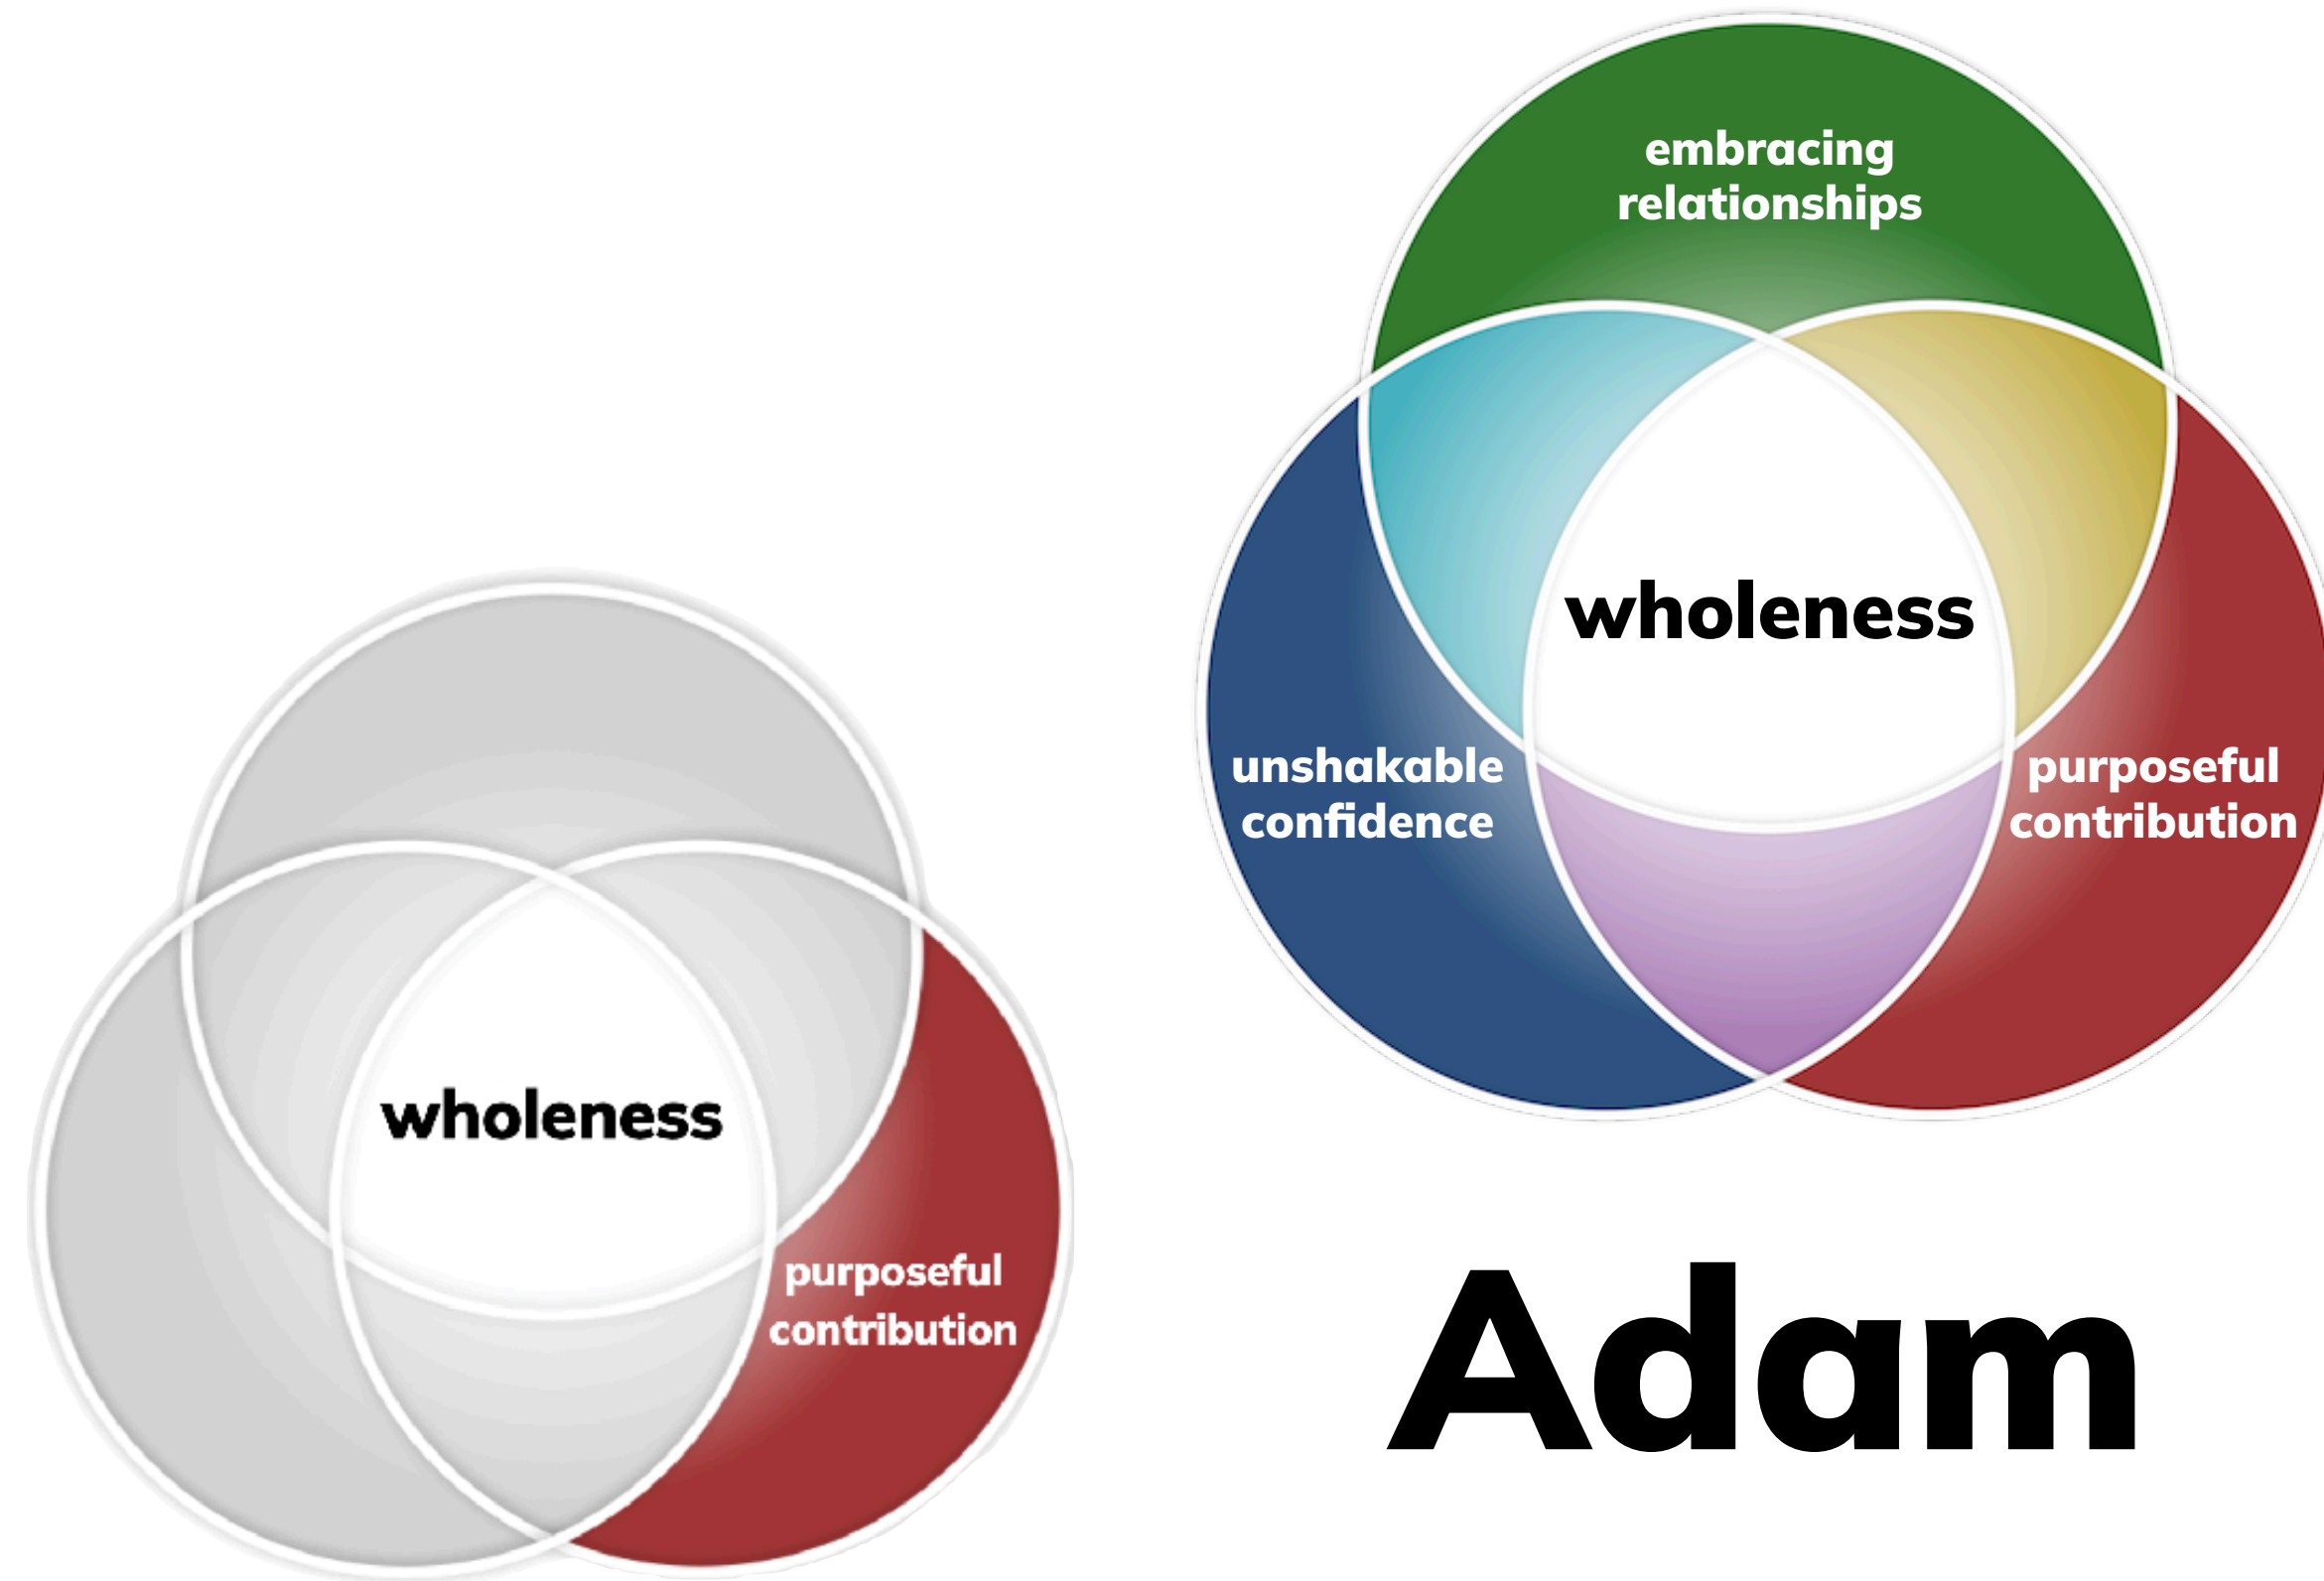 embracing
relationships
wholeness
unshakable
confidence
purposeful
contribution
wholeness
purposeful
contribution
Adam